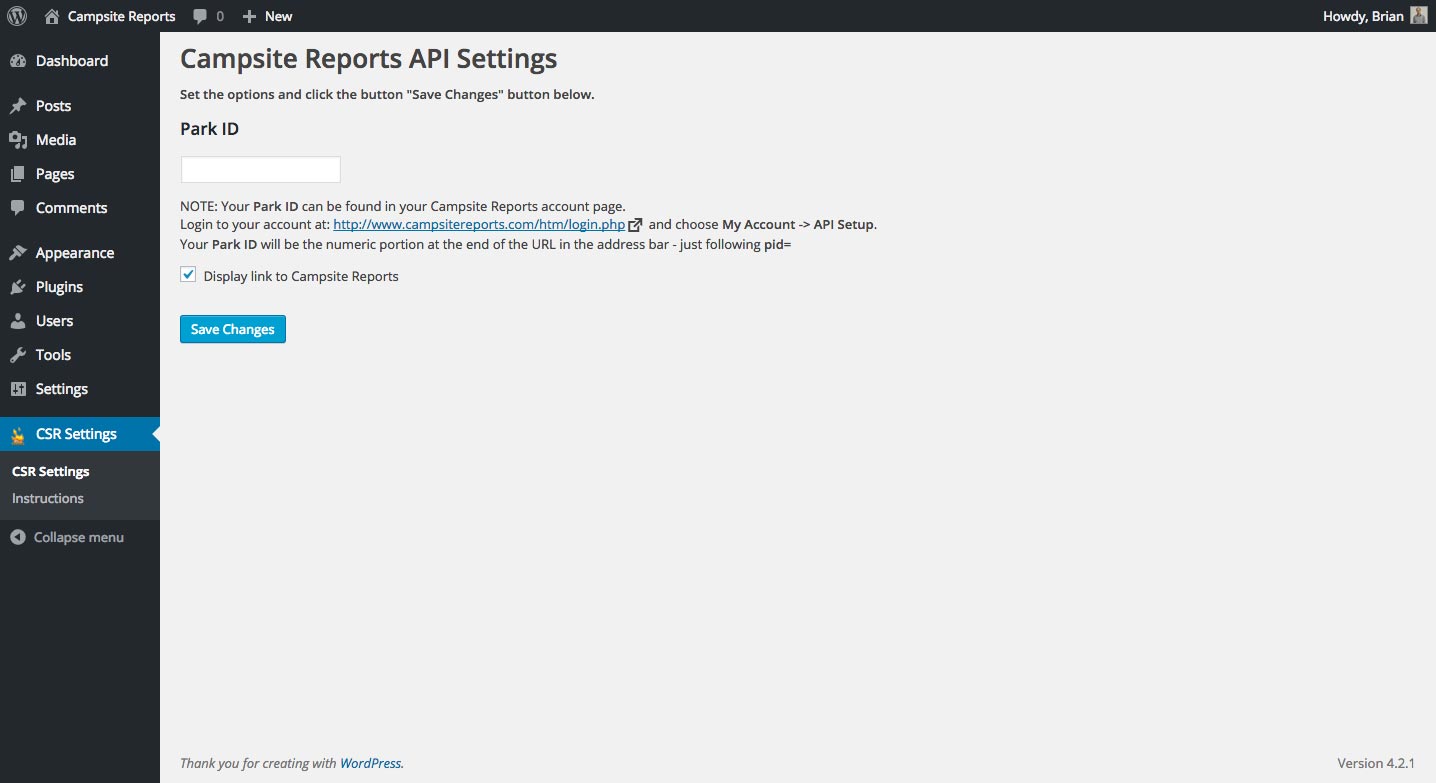 Campsite Reports 0 New Howdy, Brian
Dashboard
Posts
Media
Pages
Comments
Appearance
Plugins
Users
Tools
Settings
CSR Settings
CSR Settings
Instructions
Collapse menu
Campsite Reports API Settings
Set the options and click the button "Save Changes" button below.
Park ID
NOTE: Your Park ID can be found in your Campsite Reports account page.
Login to your account at: http://www.campsitereports.com/htm/login.php and choose My Account -> API Setup.
Your Park ID will be the numeric portion at the end of the URL in the address bar - just following pid=
Display link to Campsite Reports
Save Changes
Thank you for creating with WordPress. Version 4.2.1